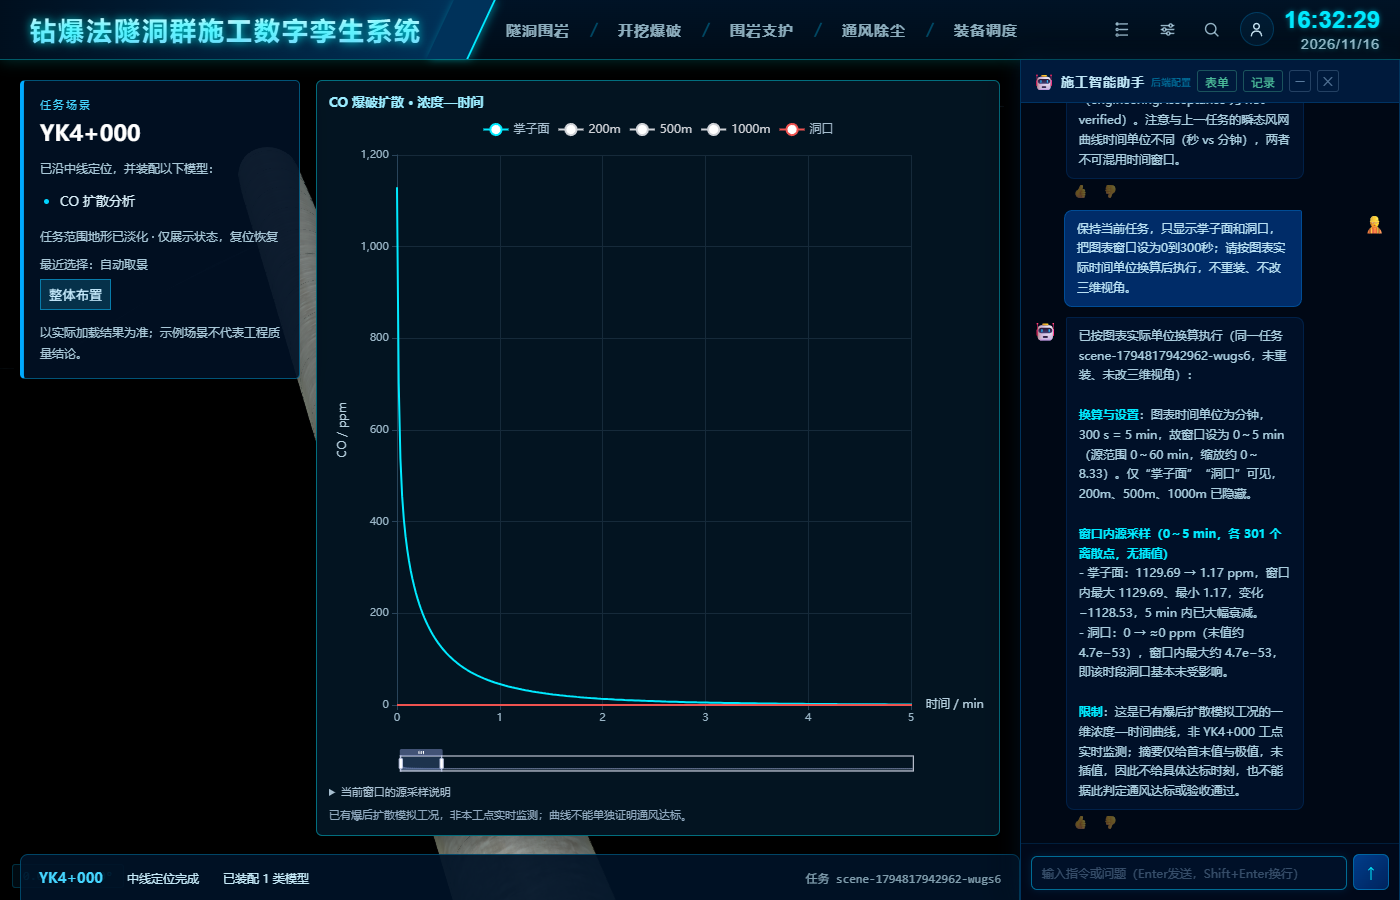 钻爆法隧洞群施工数字孪生系统
隧洞围岩 / 开挖爆破 / 围岩支护 / 通风除尘 / 装备调度
16:32:29
2026/11/16
任务场景
YK4+000
已沿中线定位，并装配以下模型：
• CO 扩散分析
任务范围地形已淡化 · 仅展示状态，复位恢复
最近选择：自动取景
整体布置
以实际加载结果为准；示例场景不代表工程质
量结论。
CO 爆破扩散 • 浓度—时间
掌子面 200m 500m 1000m 洞口
1,200
1,000
800
600
400
200
0
CO / ppm
0 1 2 3 4 5
时间 / min
▶ 当前窗口的源采样说明
已有爆后扩散模拟工况，非本工点实时监测；曲线不能单独证明通风达标。
施工智能助手 后端配置 表单 记录
verified）。注意与上一任务的瞬态风网
曲线时间单位不同（秒 vs 分钟），两者
不可混用时间窗口。
保持当前任务，只显示掌子面和洞口，
把图表窗口设为0到300秒；请按图表实
际时间单位换算后执行，不重装、不改
三维视角。
已按图表实际单位换算执行（同一任务
scene-1794817942962-wugs6，未重
装、未改三维视角）：
换算与设置：图表时间单位为分钟，
300 s = 5 min，故窗口设为 0～5 min
（源范围 0～60 min，缩放约 0～
8.33）。仅“掌子面”“洞口”可见，
200m、500m、1000m 已隐藏。
窗口内源采样（0～5 min，各 301 个
离散点，无插值）
- 掌子面：1129.69 → 1.17 ppm，窗口
内最大 1129.69、最小 1.17，变化
−1128.53，5 min 内已大幅衰减。
- 洞口：0 → ≈0 ppm（末值约
4.7e−53），窗口内最大约 4.7e−53，
即该时段洞口基本未受影响。
限制：这是已有爆后扩散模拟工况的一
维浓度—时间曲线，非 YK4+000 工点
实时监测；摘要仅给首末值与极值，未
插值，因此不给具体达标时刻，也不能
据此判定通风达标或验收通过。
输入指令或问题（Enter发送，Shift+Enter换行）
YK4+000 中线定位完成 已装配 1 类模型
任务 scene-1794817942962-wugs6